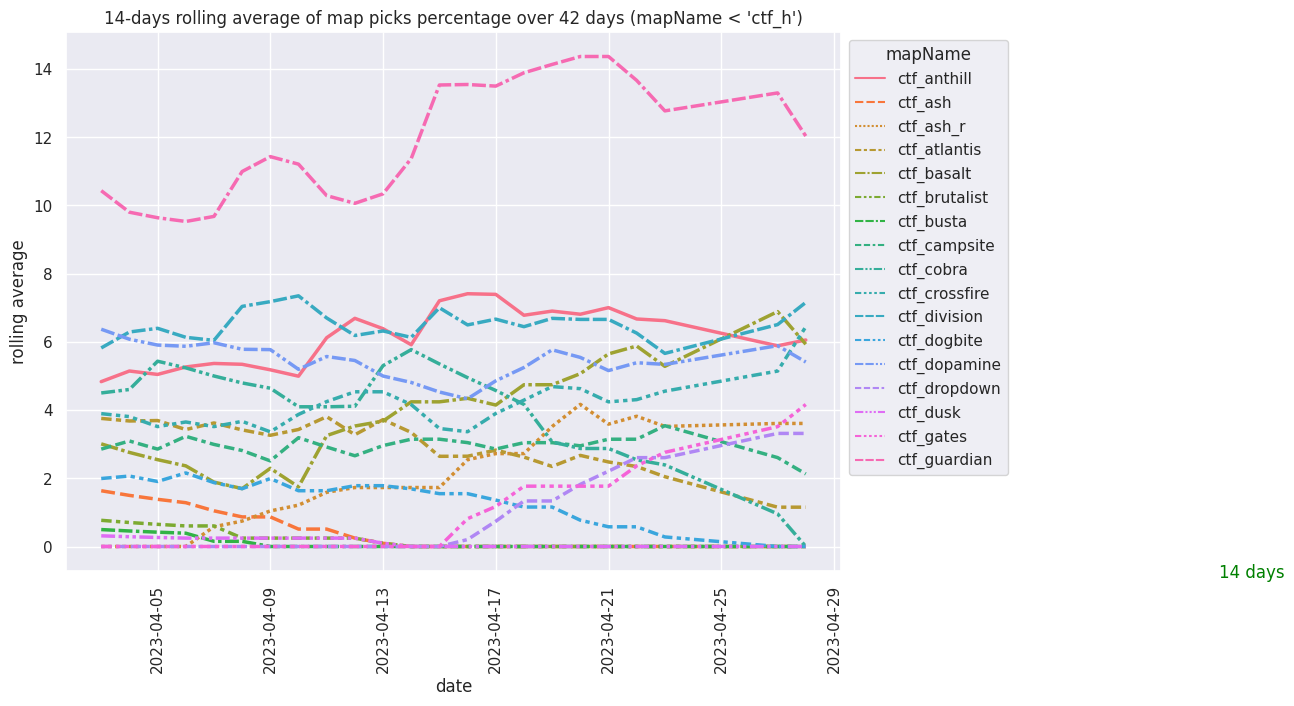 14-days rolling average of map picks percentage over 42 days (mapName < 'ctf_h')
14
12
10
8
6
4
2
0
rolling average
2023-04-05
2023-04-09
2023-04-13
2023-04-17
2023-04-21
2023-04-25
2023-04-29
date
mapName
ctf_anthill
ctf_ash
ctf_ash_r
ctf_atlantis
ctf_basalt
ctf_brutalist
ctf_busta
ctf_campsite
ctf_cobra
ctf_crossfire
ctf_division
ctf_dogbite
ctf_dopamine
ctf_dropdown
ctf_dusk
ctf_gates
ctf_guardian
14 days